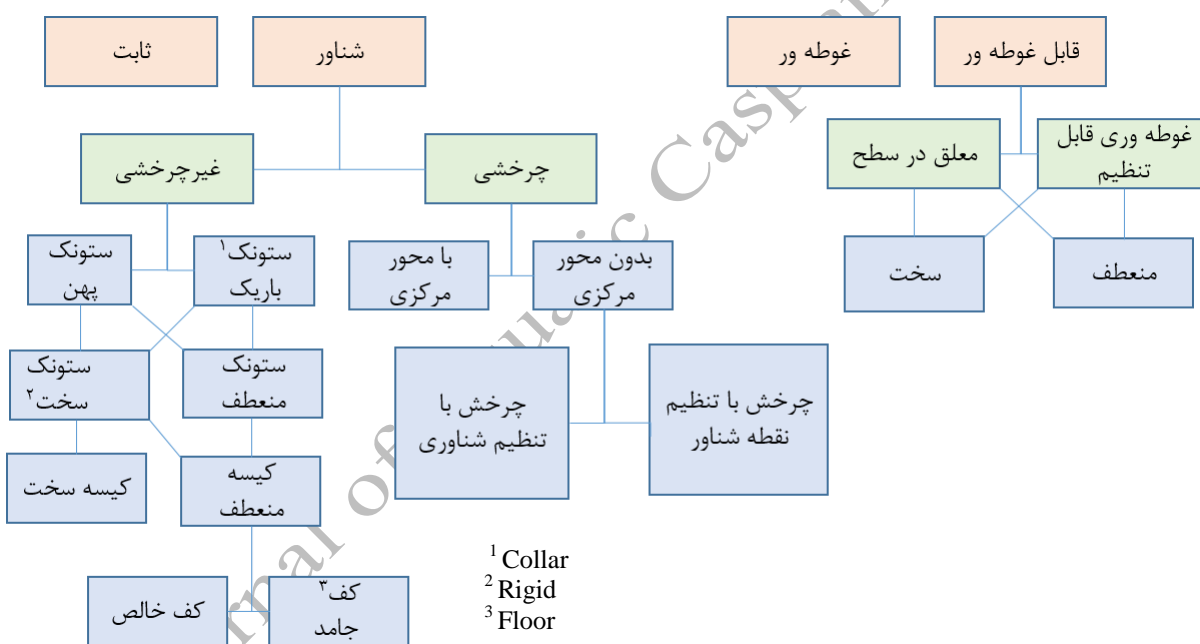 قابل غوطه ور
غوطه ور
شناور
ثابت
غوطه وری قابل
تنظیم
معلق در سطح
چرخشی
غیرچرخشی
منعطف
سخت
بدون محور
مرکزی
با محور
مرکزی
ستونک¹
باریک
ستونک
پهن
چرخش با تنظیم
نقطه شناور
چرخش با
تنظیم شناوری
ستونک
منعطف
ستونک
سخت²
کیسه
منعطف
کیسه سخت
کف³
جامد
کف خالص
¹ Collar
² Rigid
³ Floor